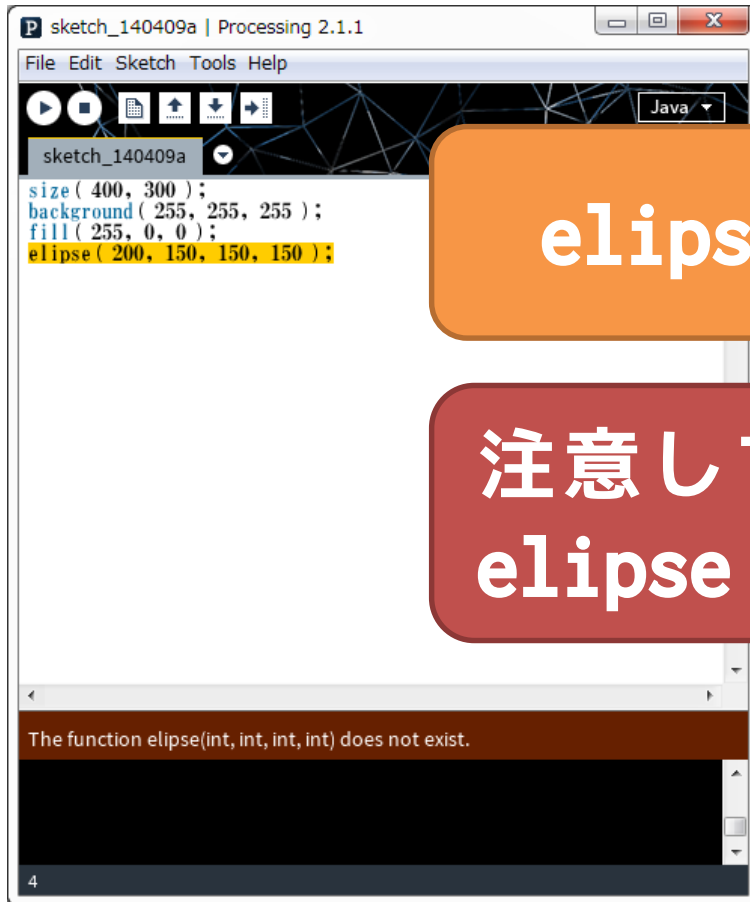 sketch_140409a | Processing 2.1.1
File Edit Sketch Tools Help
Java
sketch_140409a
size( 400, 300 );
background( 255, 255, 255 );
fill( 255, 0, 0 );
elipse( 200, 150, 150, 150 );
elips
注意し
elipse
The function elipse(int, int, int, int) does not exist.
4